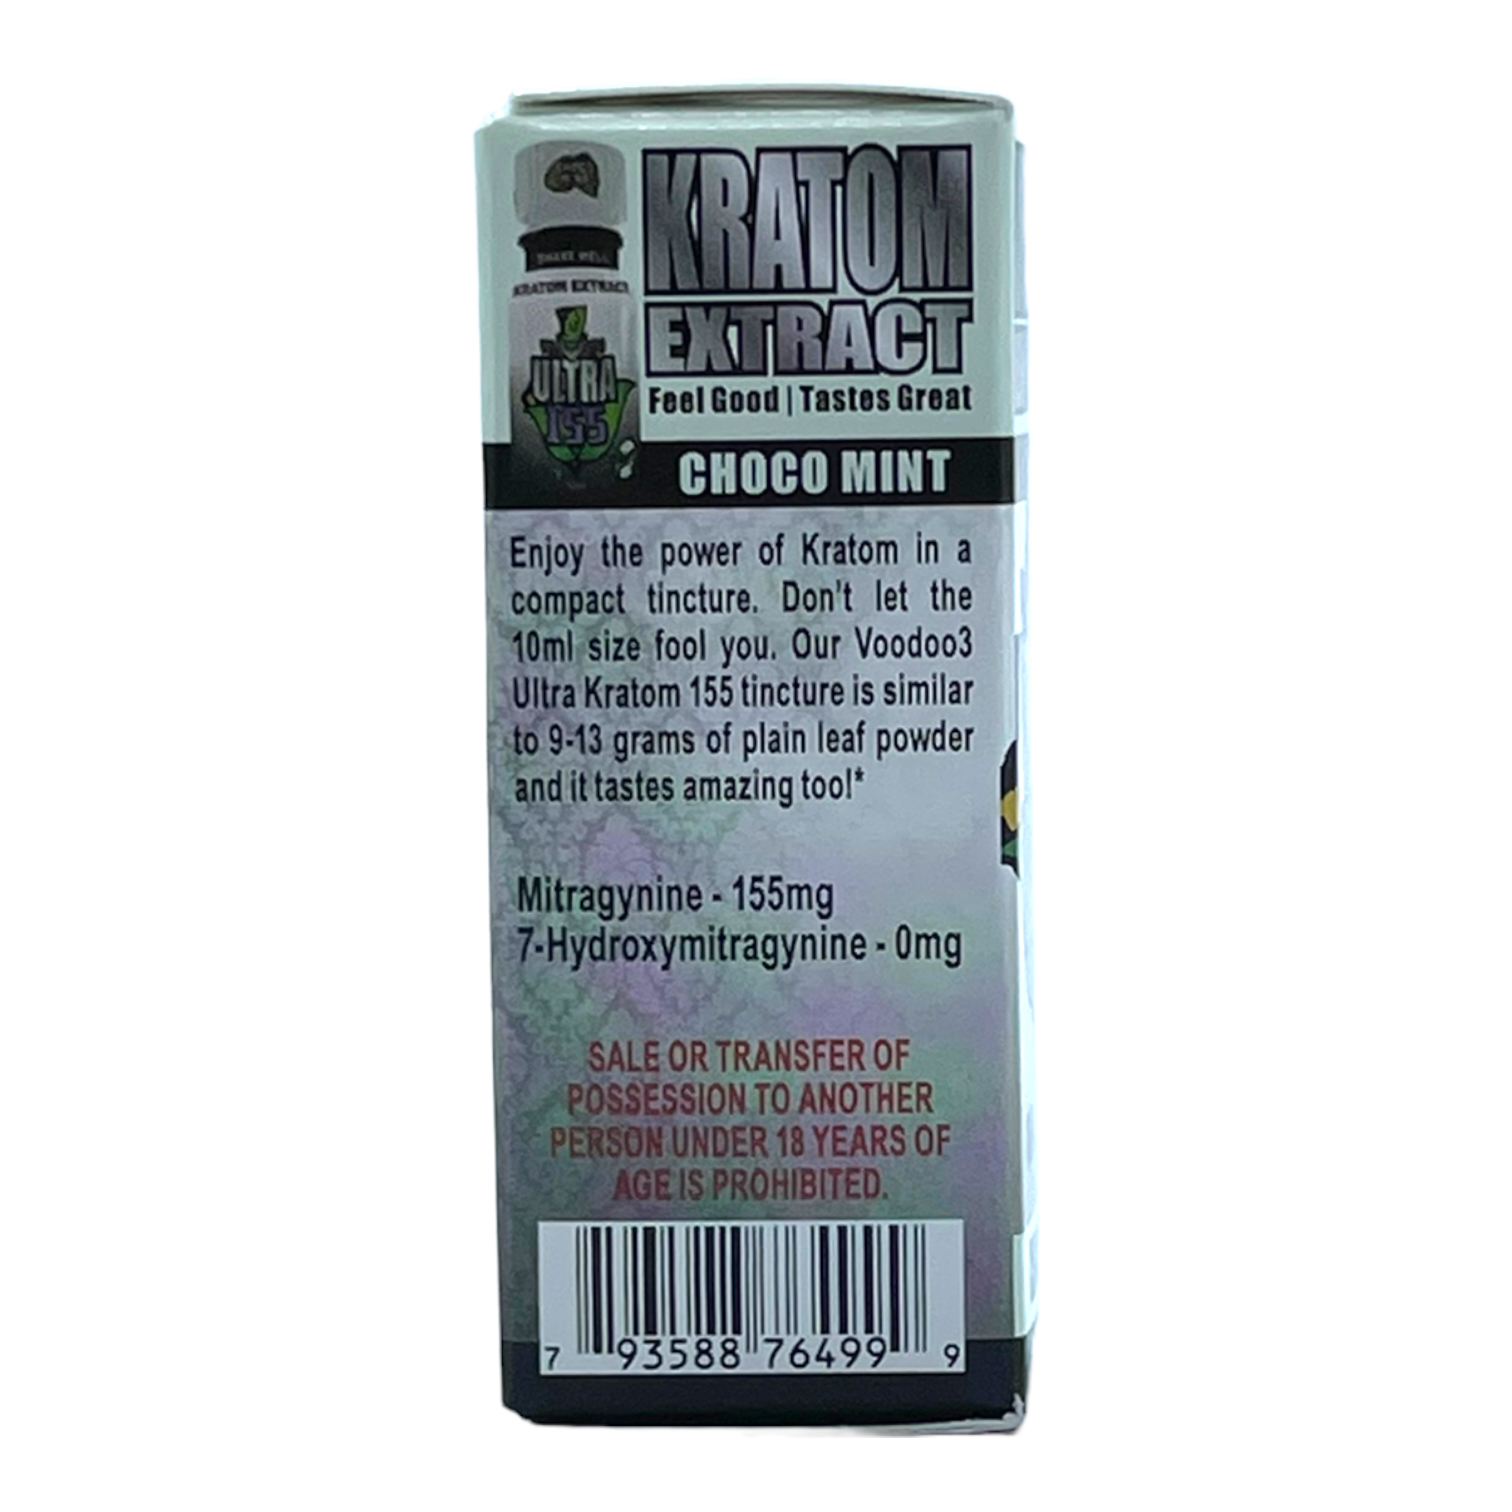 KRATOM
EXTRACT
Feel Good | Tastes Great
SHAKE WELL
KRATOM EXTRACT
ULTRA
155
CHOCO MINT
Enjoy the power of Kratom in a
compact tincture. Don't let the
10ml size fool you. Our Voodoo3
Ultra Kratom 155 tincture is similar
to 9-13 grams of plain leaf powder
and it tastes amazing too!*
Mitragynine - 155mg
7-Hydroxymitragynine - 0mg
SALE OR TRANSFER OF
POSSESSION TO ANOTHER
PERSON UNDER 18 YEARS OF
AGE IS PROHIBITED.
7 93588 76499 9